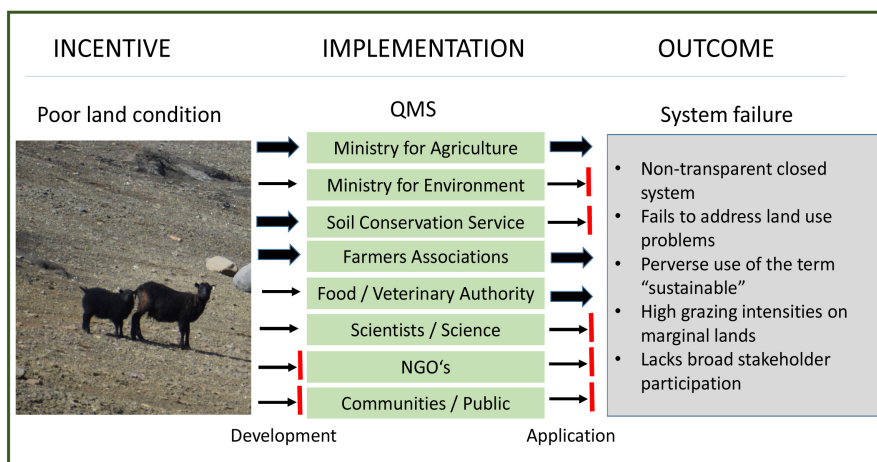 INCENTIVE
IMPLEMENTATION
OUTCOME
Poor land condition
QMS
System failure
Ministry for Agriculture
Ministry for Environment
Soil Conservation Service
Farmers Associations
Food / Veterinary Authority
Scientists / Science
NGO‘s
Communities / Public
Development
Application
• Non-transparent closed
system
• Fails to address land use
problems
• Perverse use of the term
“sustainable”
• High grazing intensities on
marginal lands
• Lacks broad stakeholder
participation